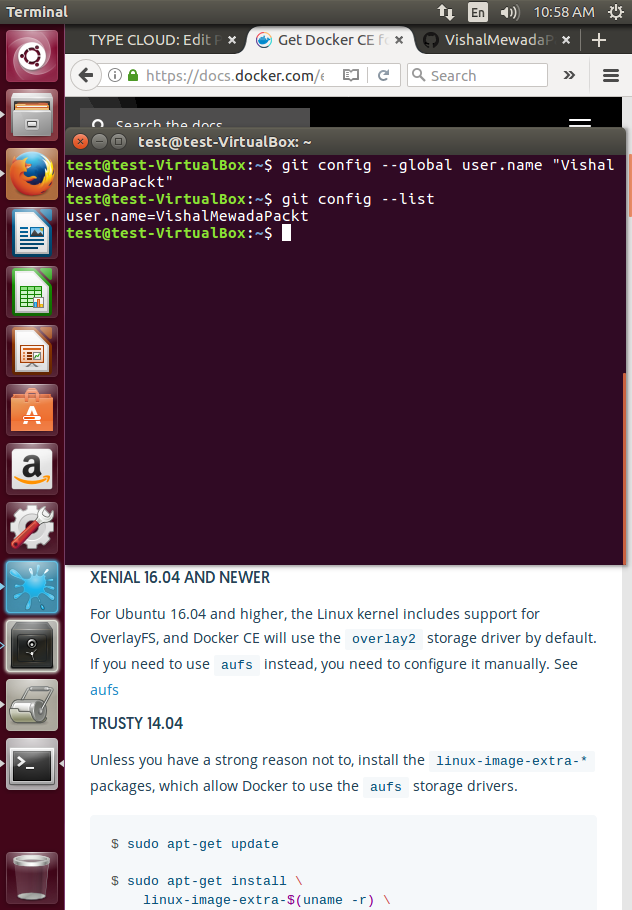 Terminal
En
10:58 AM
TYPE CLOUD: Edit P
Get Docker CE fo
VishalMewadaP
https://docs.docker.com/e
Search
Search the docs
test@test-VirtualBox: ~
test@test-VirtualBox:~$ git config --global user.name "Vishal
MewadaPackt"
test@test-VirtualBox:~$ git config --list
user.name=VishalMewadaPackt
test@test-VirtualBox:~$
XENIAL 16.04 AND NEWER
For Ubuntu 16.04 and higher, the Linux kernel includes support for
OverlayFS, and Docker CE will use the overlay2 storage driver by default.
If you need to use aufs instead, you need to configure it manually. See
aufs
TRUSTY 14.04
Unless you have a strong reason not to, install the linux-image-extra-*
packages, which allow Docker to use the aufs storage drivers.
$ sudo apt-get update
$ sudo apt-get install \
linux-image-extra-$(uname -r) \